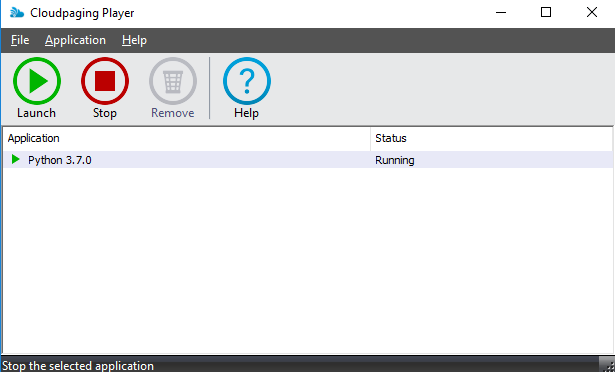 Cloudpaging Player
File Application Help
Launch Stop Remove Help
Application Status
Python 3.7.0 Running
Stop the selected application